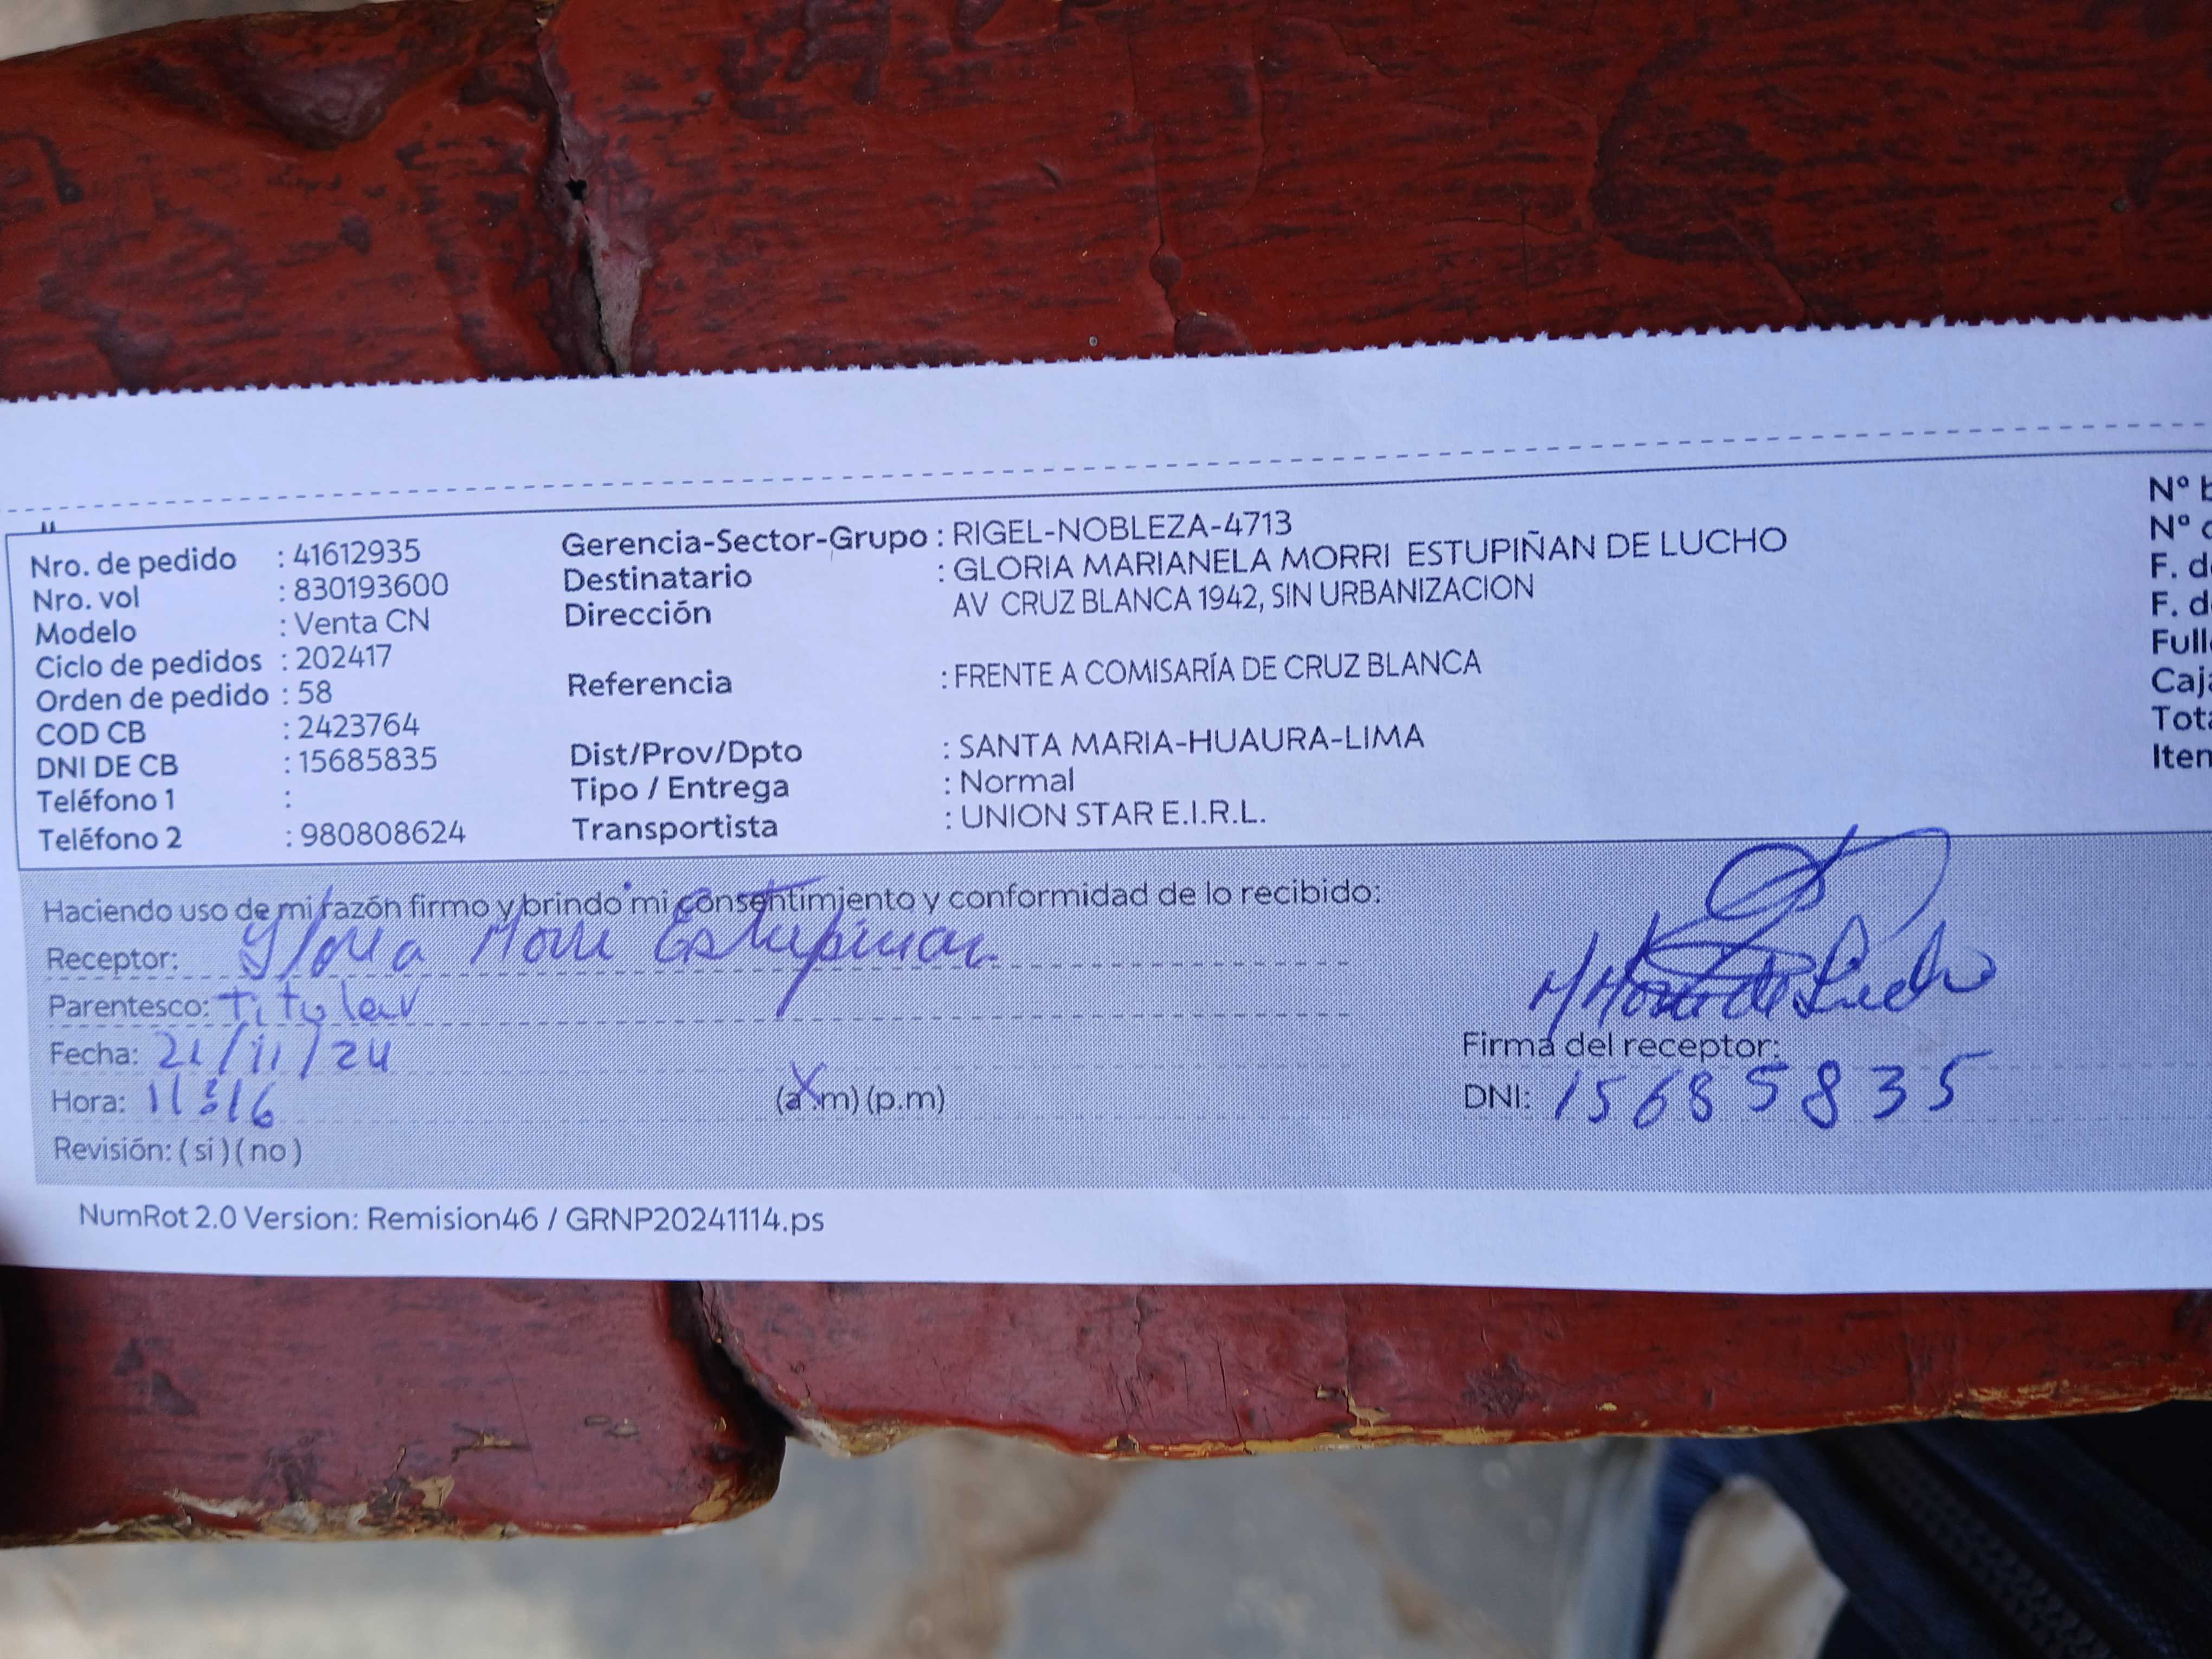 Nro. de pedido : 41612935
Nro. vol : 830193600
Modelo : Venta CN
Ciclo de pedidos : 202417
Orden de pedido : 58
COD CB : 2423764
DNI DE CB : 15685835
Teléfono 1 :
Teléfono 2 : 980808624
Gerencia-Sector-Grupo : RIGEL-NOBLEZA-4713
Destinatario : GLORIA MARIANELA MORRI ESTUPIÑAN DE LUCHO
Dirección AV CRUZ BLANCA 1942, SIN URBANIZACION
Referencia : FRENTE A COMISARÍA DE CRUZ BLANCA
Dist/Prov/Dpto : SANTA MARIA-HUAURA-LIMA
Tipo / Entrega : Normal
Transportista : UNION STAR E.I.R.L.
Nº
Nº
F.
F.
Haciendo uso de mi razón firmo y brindo mi consentimiento y conformidad de lo recibido:
Receptor: Gloria Morri Estupiñan
Parentesco: Titular
Fecha: 21/11/24
Hora: 11:16 (a.m) (p.m)
Revisión: ( si ) ( no )
Firma del receptor:
DNI: 15685835
NumRot 2.0 Version: Remision46 / GRNP20241114.ps